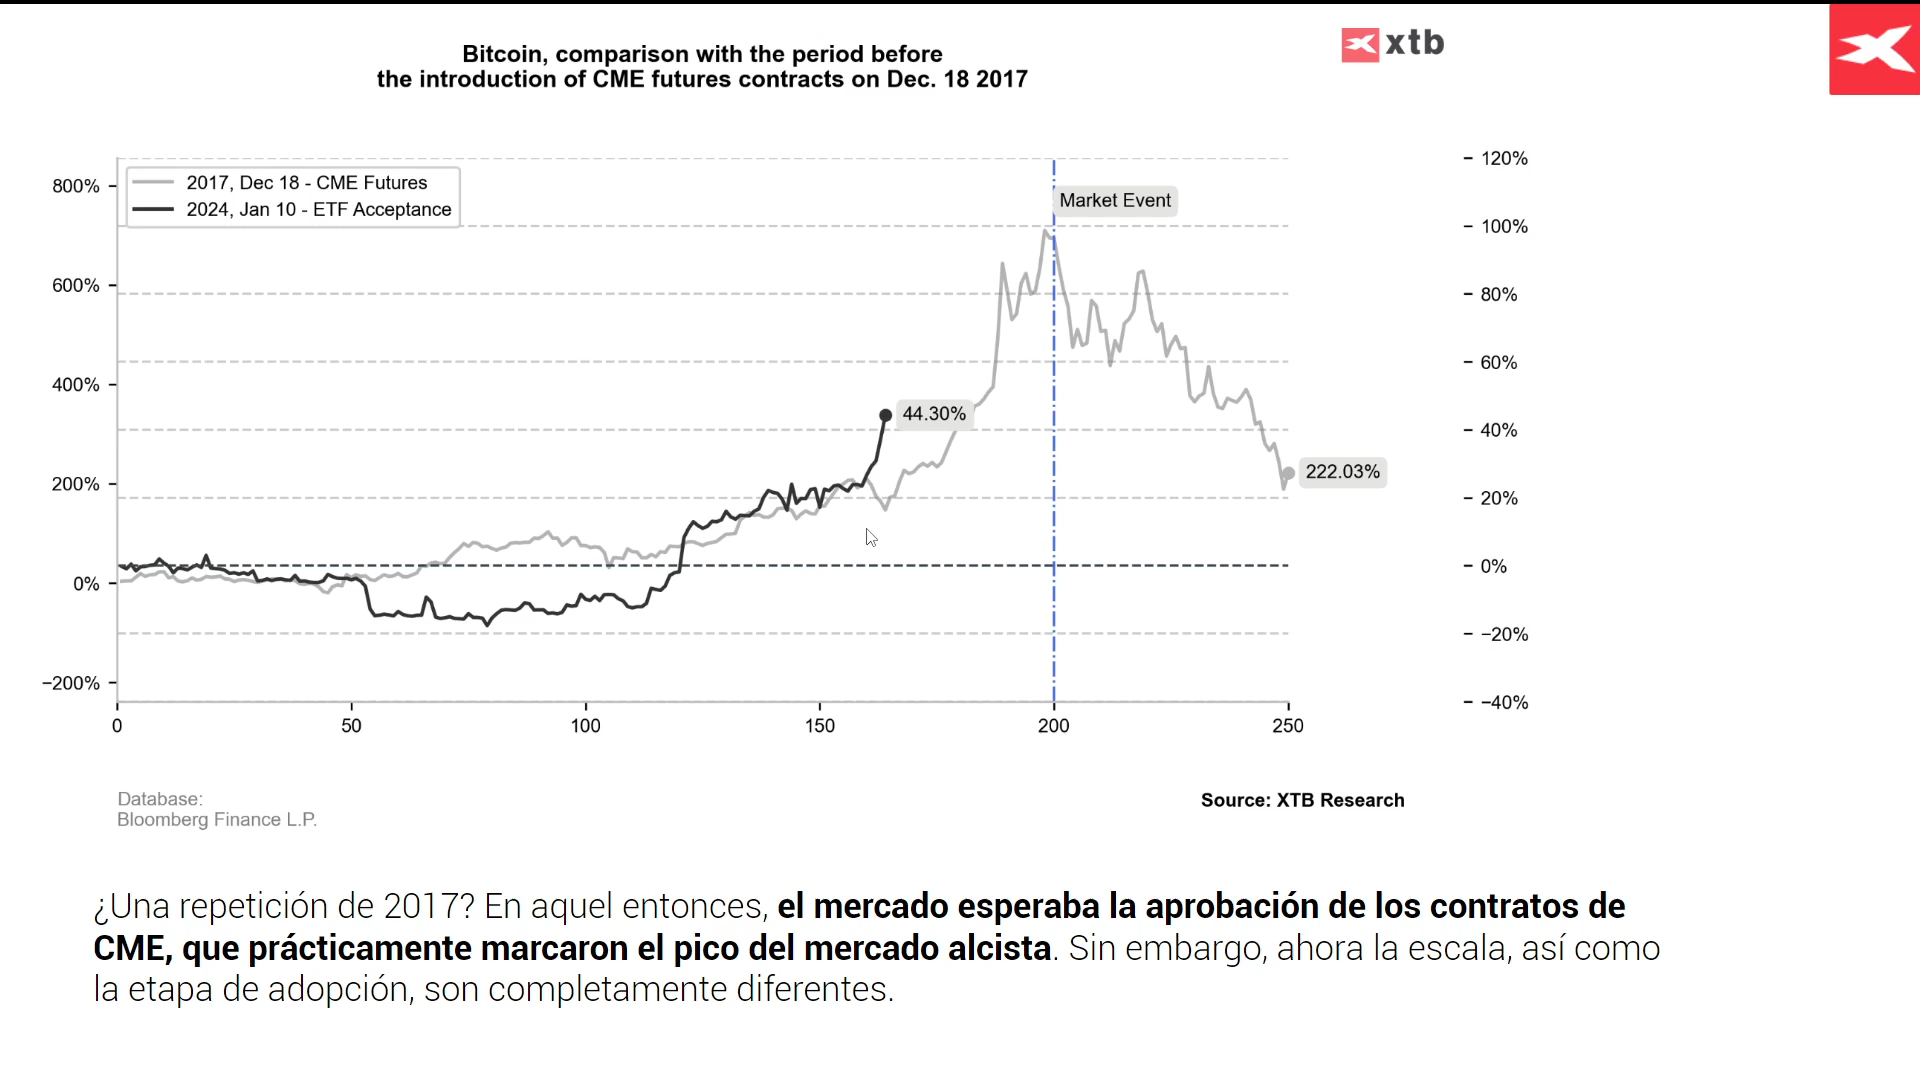 Bitcoin, comparison with the period before
the introduction of CME futures contracts on Dec. 18 2017
xtb
2017, Dec 18 - CME Futures
2024, Jan 10 - ETF Acceptance
800%
600%
400%
200%
0%
−200%
Market Event
44.30%
222.03%
120%
100%
80%
60%
40%
20%
0%
−20%
−40%
0
50
100
150
200
250
Database:
Bloomberg Finance L.P.
Source: XTB Research
¿Una repetición de 2017? En aquel entonces, el mercado esperaba la aprobación de los contratos de
CME, que prácticamente marcaron el pico del mercado alcista. Sin embargo, ahora la escala, así como
la etapa de adopción, son completamente diferentes.